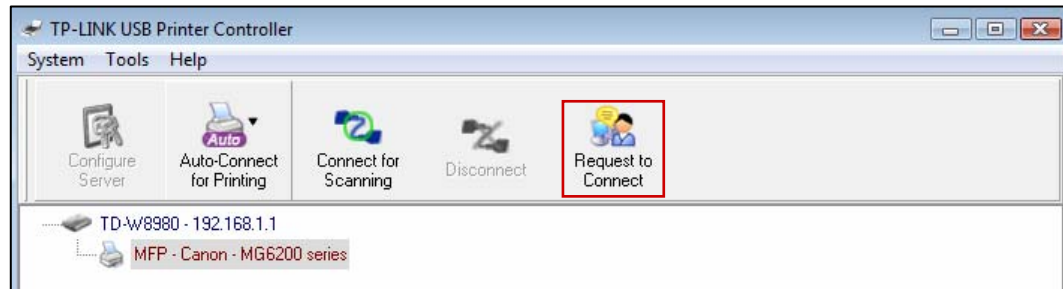 TP-LINK USB Printer Controller
System Tools Help
Configure Server
Auto
Auto-Connect for Printing
Connect for Scanning
Disconnect
Request to Connect
TD-W8980 - 192.168.1.1
MFP - Canon - MG6200 series